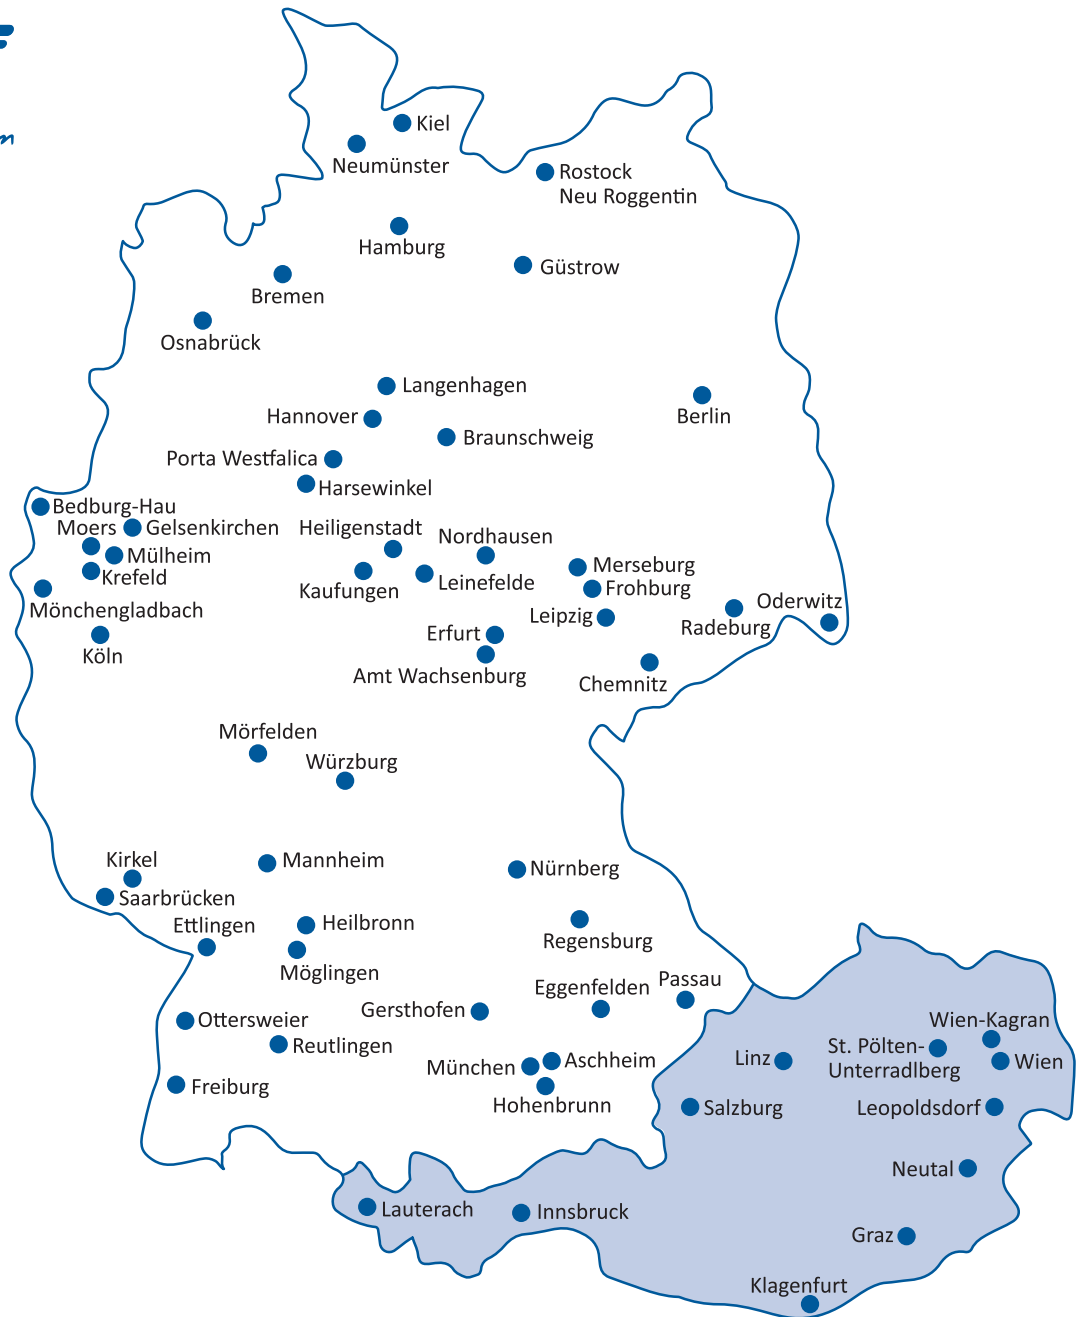 Kiel
Neumünster
Rostock
Neu Roggentin
Hamburg
Güstrow
Bremen
Osnabrück
Langenhagen
Berlin
Hannover
Braunschweig
Porta Westfalica
Harsewinkel
Bedburg-Hau
Moers
Gelsenkirchen
Heiligenstadt
Nordhausen
Mülheim
Merseburg
Krefeld
Kaufungen
Leinefelde
Frohburg
Mönchengladbach
Leipzig
Oderwitz
Radeburg
Erfurt
Köln
Amt Wachsenburg
Chemnitz
Mörfelden
Würzburg
Kirkel
Mannheim
Nürnberg
Saarbrücken
Ettlingen
Heilbronn
Regensburg
Möglingen
Passau
Eggenfelden
Gersthofen
Ottersweier
Wien-Kagran
Reutlingen
St. Pölten-
Unterradlberg
Linz
Wien
München
Aschheim
Freiburg
Hohenbrunn
Salzburg
Leopoldsdorf
Neutal
Lauterach
Innsbruck
Graz
Klagenfurt